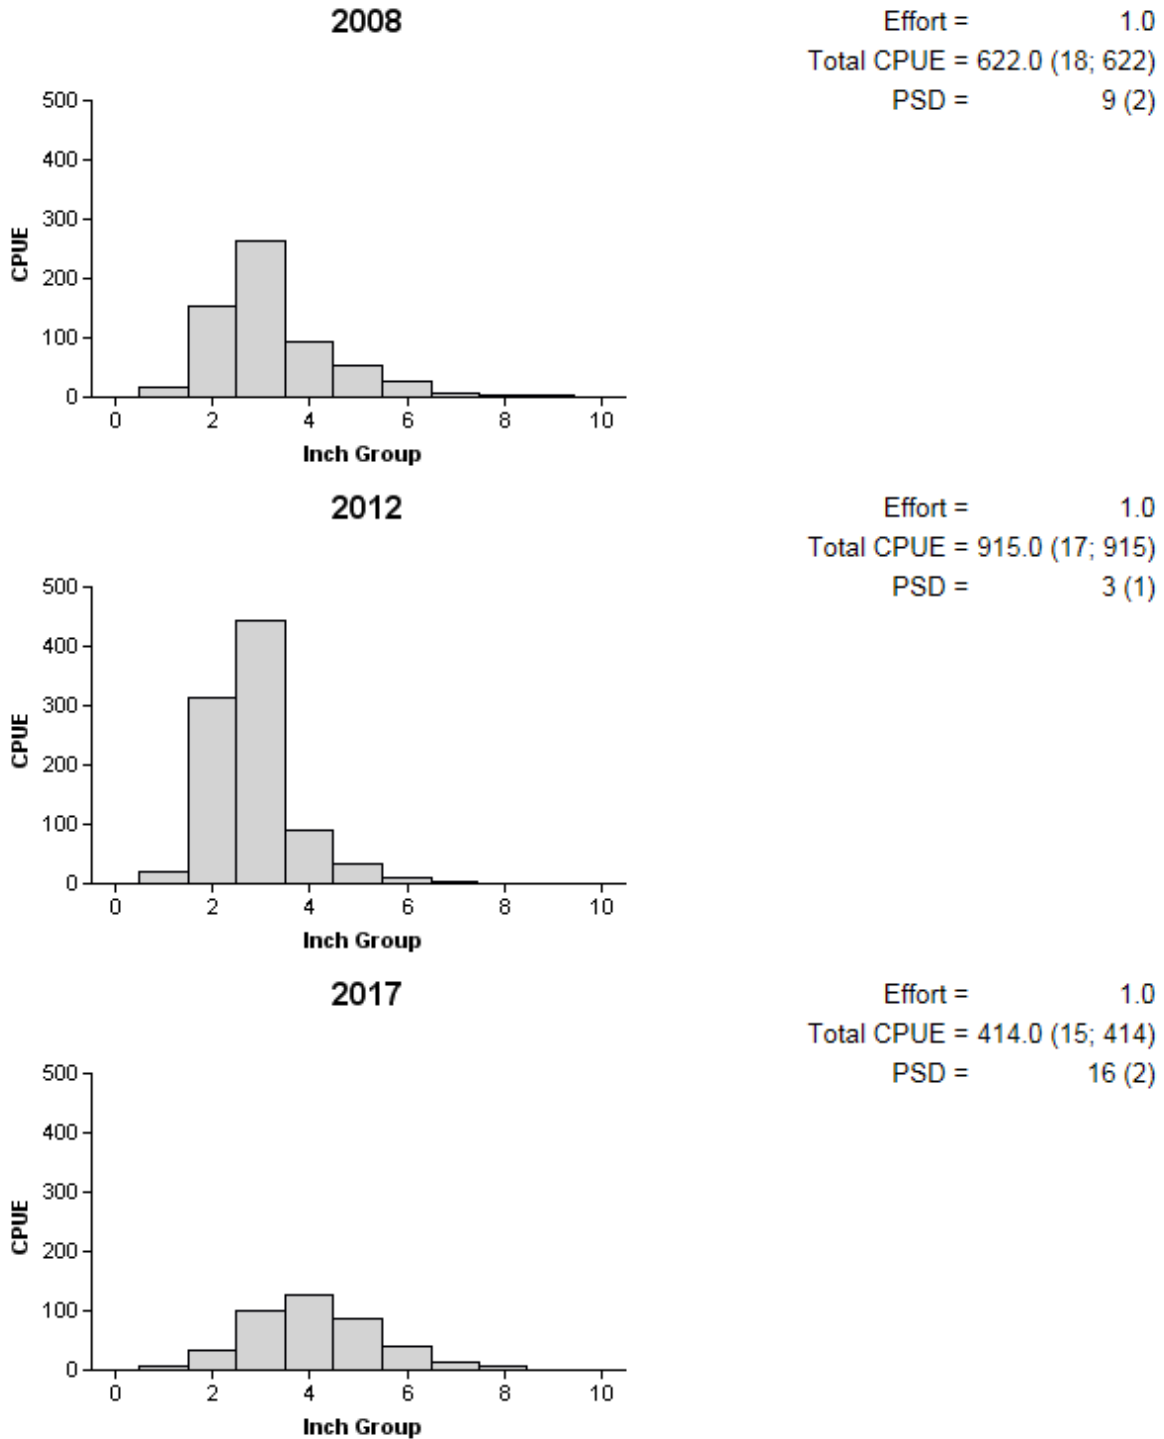 2008
Effort = 1.0
Total CPUE = 622.0 (18; 622)
PSD = 9 (2)
500
400
300
200
100
0
CPUE
0 2 4 6 8 10
Inch Group
2012
Effort = 1.0
Total CPUE = 915.0 (17; 915)
PSD = 3 (1)
500
400
300
200
100
0
CPUE
0 2 4 6 8 10
Inch Group
2017
Effort = 1.0
Total CPUE = 414.0 (15; 414)
PSD = 16 (2)
500
400
300
200
100
0
CPUE
0 2 4 6 8 10
Inch Group